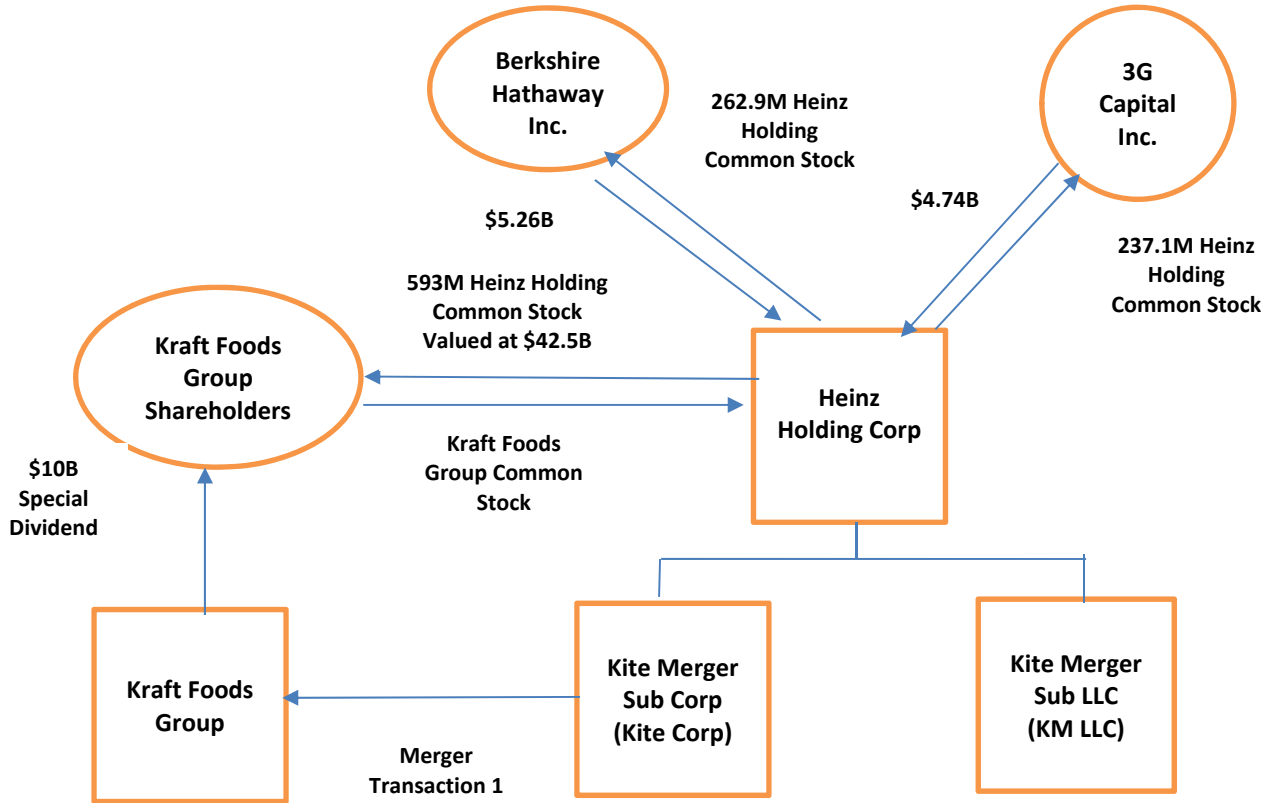 Berkshire
Hathaway
Inc.
3G
Capital
Inc.
262.9M Heinz
Holding
Common Stock
$5.26B
$4.74B
237.1M Heinz
Holding
Common Stock
593M Heinz Holding
Common Stock
Valued at $42.5B
Kraft Foods
Group
Shareholders
Heinz
Holding Corp
Kraft Foods
Group Common
Stock
$10B
Special
Dividend
Kraft Foods
Group
Kite Merger
Sub Corp
(Kite Corp)
Kite Merger
Sub LLC
(KM LLC)
Merger
Transaction 1